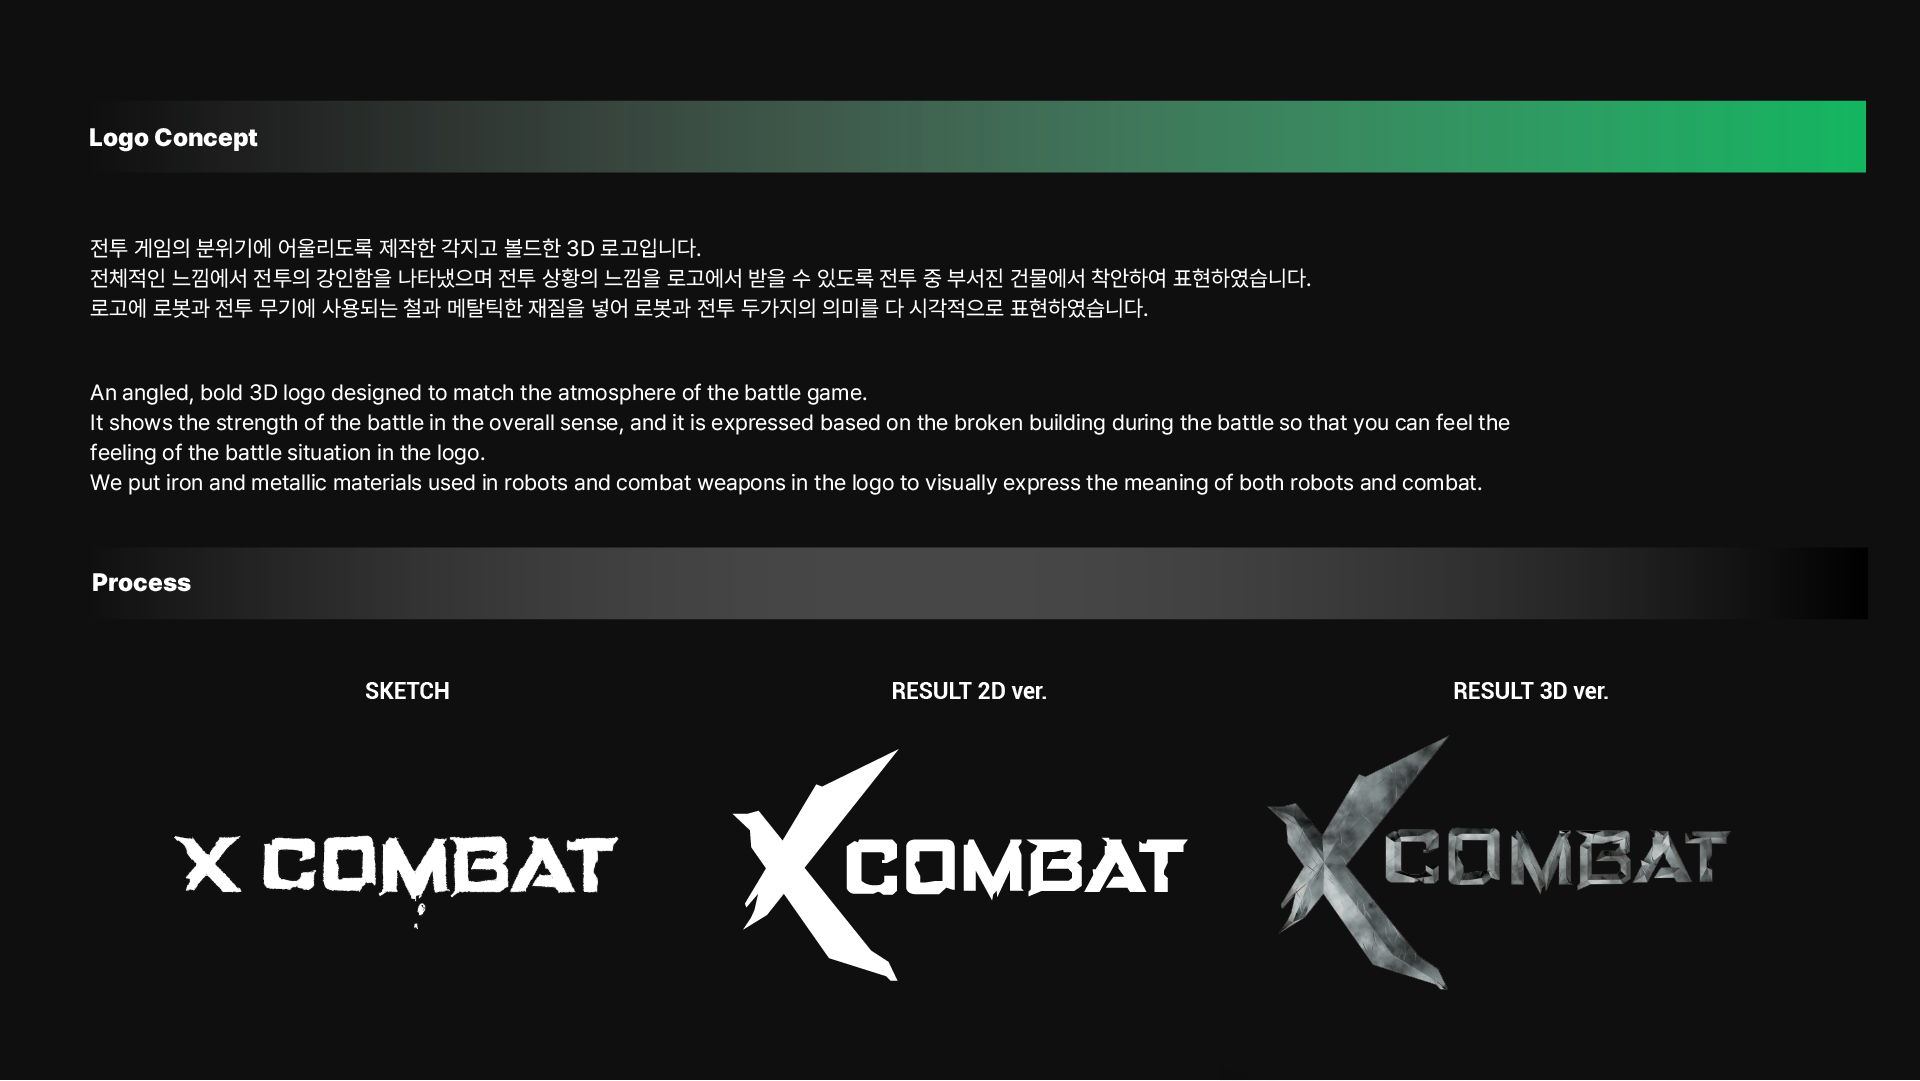 Logo Concept
전투 게임의 분위기에 어울리도록 제작한 각지고 볼드한 3D 로고입니다.
전체적인 느낌에서 전투의 강인함을 나타냈으며 전투 상황의 느낌을 로고에서 받을 수 있도록 전투 중 부서진 건물에서 착안하여 표현하였습니다.
로고에 로봇과 전투 무기에 사용되는 철과 메탈틱한 재질을 넣어 로봇과 전투 두가지의 의미를 다 시각적으로 표현하였습니다.
An angled, bold 3D logo designed to match the atmosphere of the battle game.
It shows the strength of the battle in the overall sense, and it is expressed based on the broken building during the battle so that you can feel the
feeling of the battle situation in the logo.
We put iron and metallic materials used in robots and combat weapons in the logo to visually express the meaning of both robots and combat.
Process
SKETCH
RESULT 2D ver.
RESULT 3D ver.
X COMBAT
X COMBAT
X COMBAT